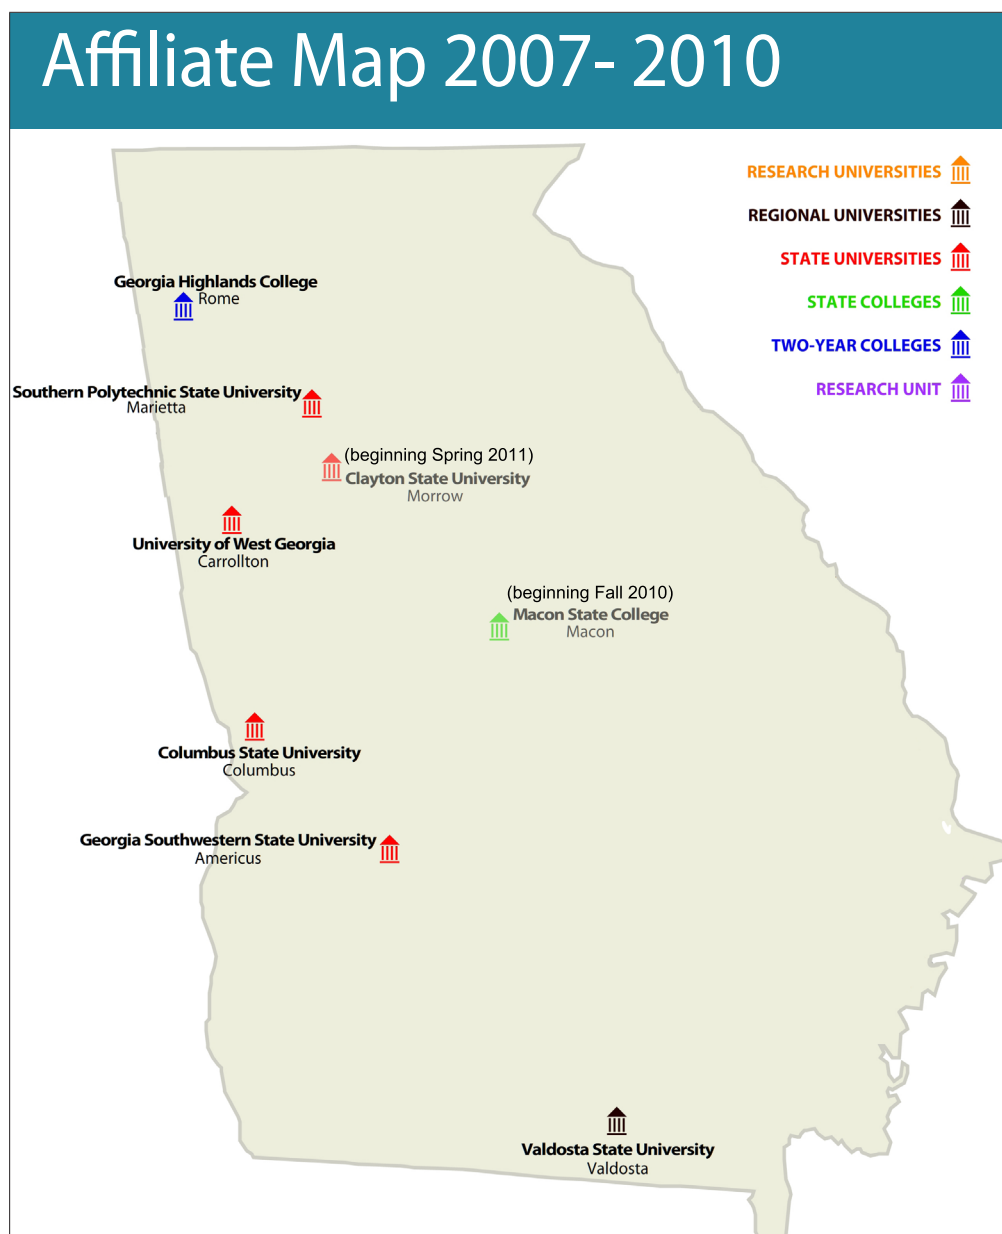 Affiliate Map 2007- 2010
RESEARCH UNIVERSITIES
REGIONAL UNIVERSITIES
STATE UNIVERSITIES
STATE COLLEGES
TWO-YEAR COLLEGES
RESEARCH UNIT
Georgia Highlands College
Rome
Southern Polytechnic State University
Marietta
(beginning Spring 2011)
Clayton State University
Morrow
University of West Georgia
Carrollton
(beginning Fall 2010)
Macon State College
Macon
Columbus State University
Columbus
Georgia Southwestern State University
Americus
Valdosta State University
Valdosta